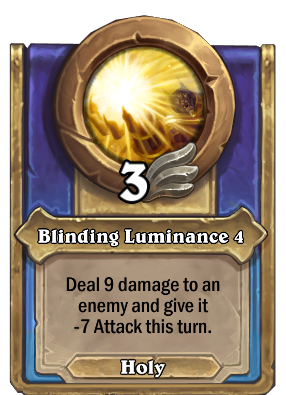 3
Blinding Luminance 4
Deal 9 damage to an
enemy and give it
-7 Attack this turn.
Holy